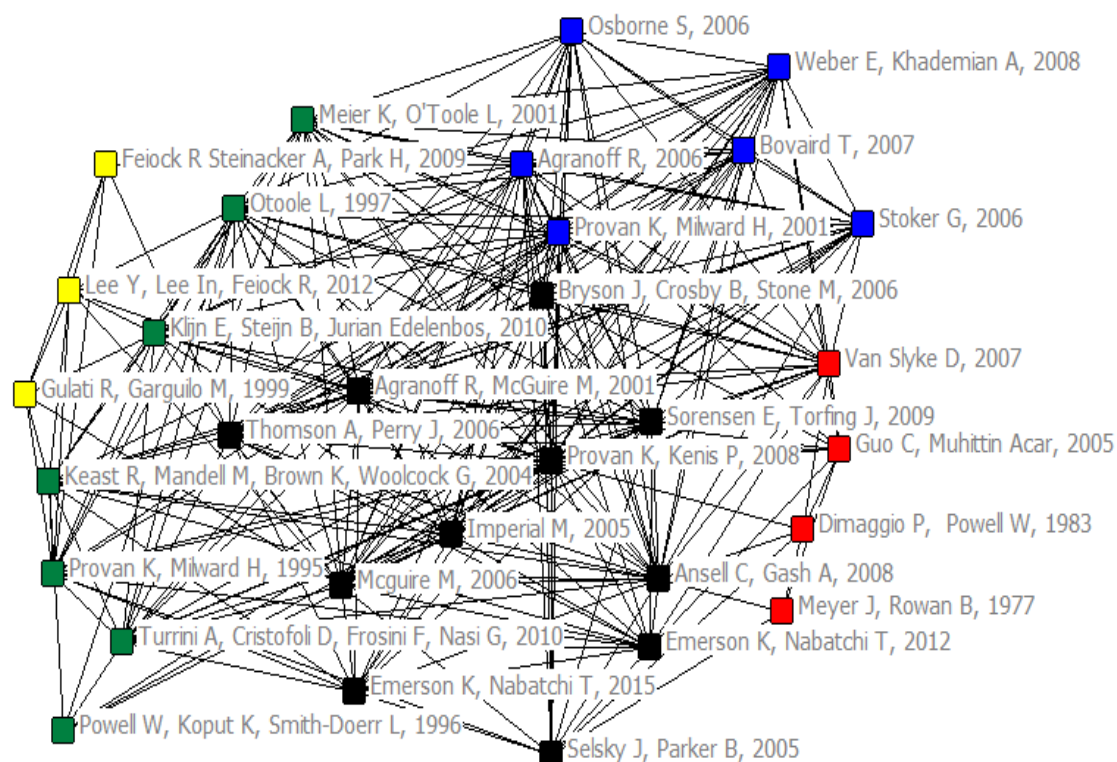 Osborne S, 2006
Weber E, Khademian A, 2008
Meier K, O'Toole L, 2001
Bovaird T, 2007
Feiock R Steinacker A, Park H, 2009
Agranoff R, 2006
Otoole L, 1997
Stoker G, 2006
Provan K, Milward H, 2001
Lee Y, Lee In, Feiock R, 2012
Bryson J, Crosby B, Stone M, 2006
Klijn E, Steijn B, Jurian Edelenbos, 2010
Van Slyke D, 2007
Gulati R, Garguilo M, 1999
Agranoff R, McGuire M, 2001
Sorensen E, Torfing J, 2009
Thomson A, Perry J, 2006
Guo C, Muhittin Acar, 2005
Provan K, Kenis P, 2008
Keast R, Mandell M, Brown K, Woolcock G, 2004
Imperial M, 2005
Dimaggio P, Powell W, 1983
Provan K, Milward H, 1995
Mcguire M, 2006
Ansell C, Gash A, 2008
Meyer J, Rowan B, 1977
Turrini A, Cristofoli D, Frosini F, Nasi G, 2010
Emerson K, Nabatchi T, 2012
Emerson K, Nabatchi T, 2015
Powell W, Koput K, Smith-Doerr L, 1996
Selsky J, Parker B, 2005